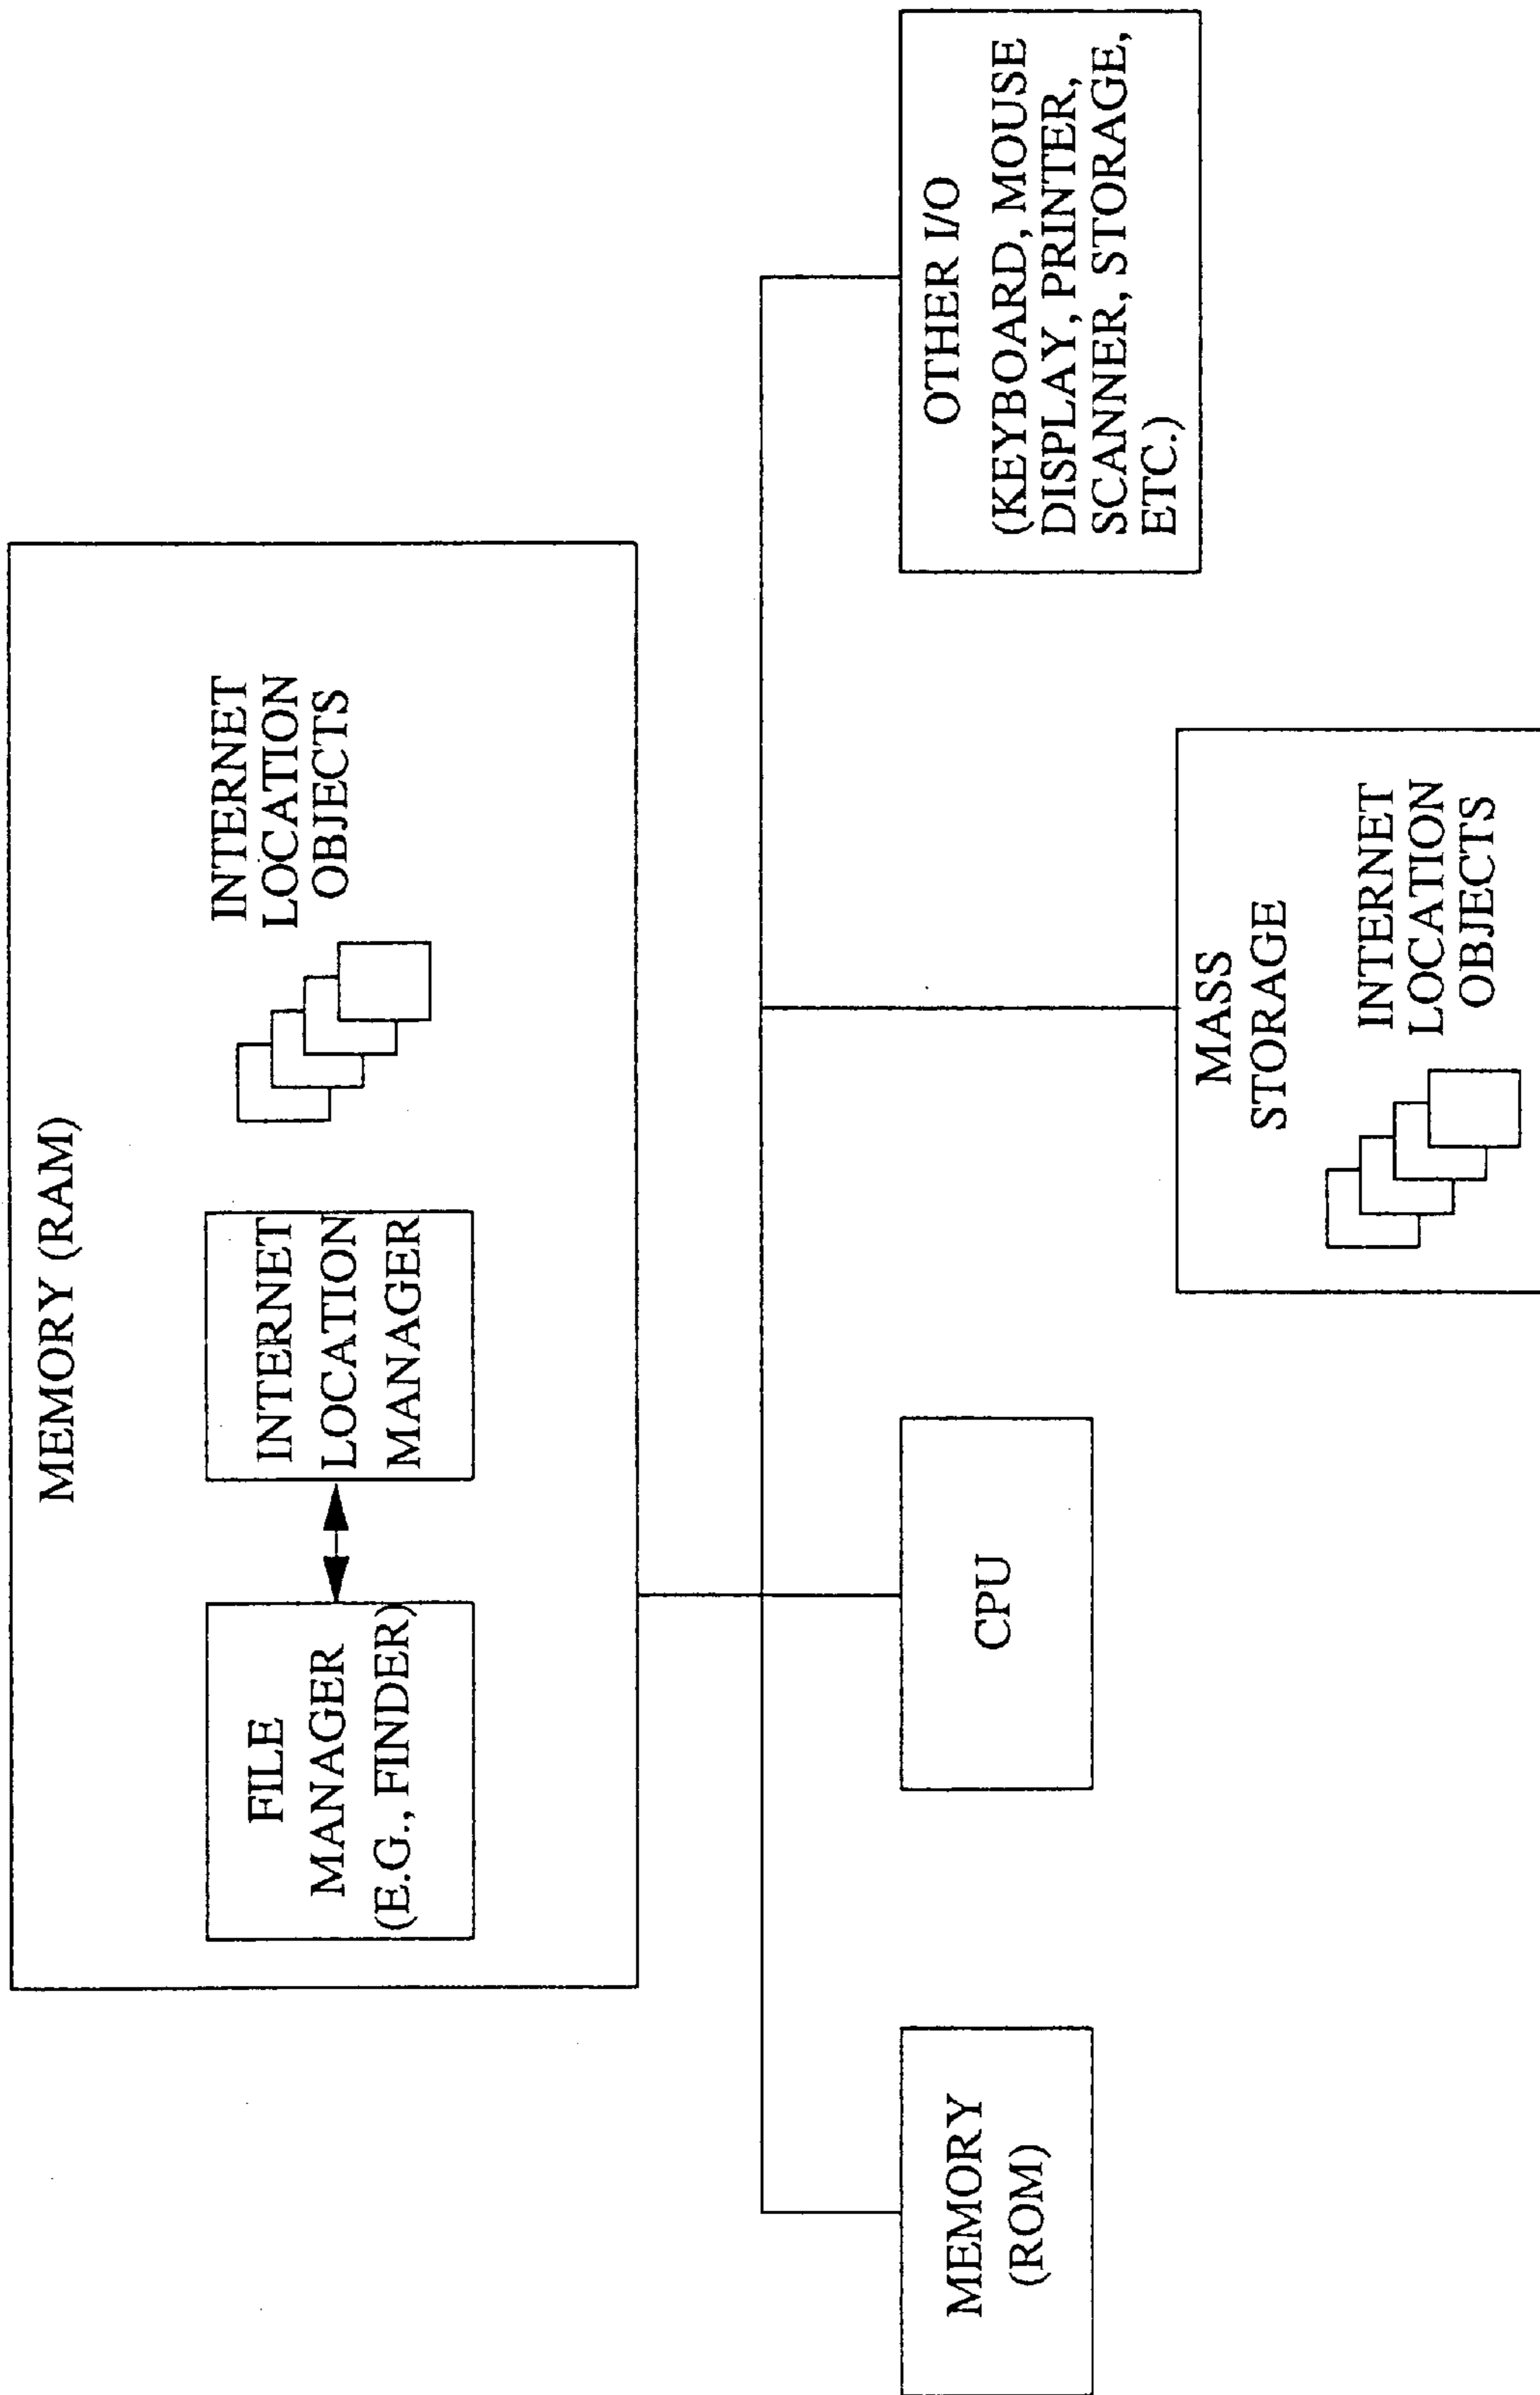 MEMORY (RAM)
FILE
MANAGER
(E.G., FINDER)
INTERNET
LOCATION
MANAGER
INTERNET
LOCATION
OBJECTS
MEMORY
(ROM)
CPU
MASS
STORAGE
INTERNET
LOCATION
OBJECTS
OTHER I/O
(KEYBOARD, MOUSE
DISPLAY, PRINTER,
SCANNER, STORAGE,
ETC.)